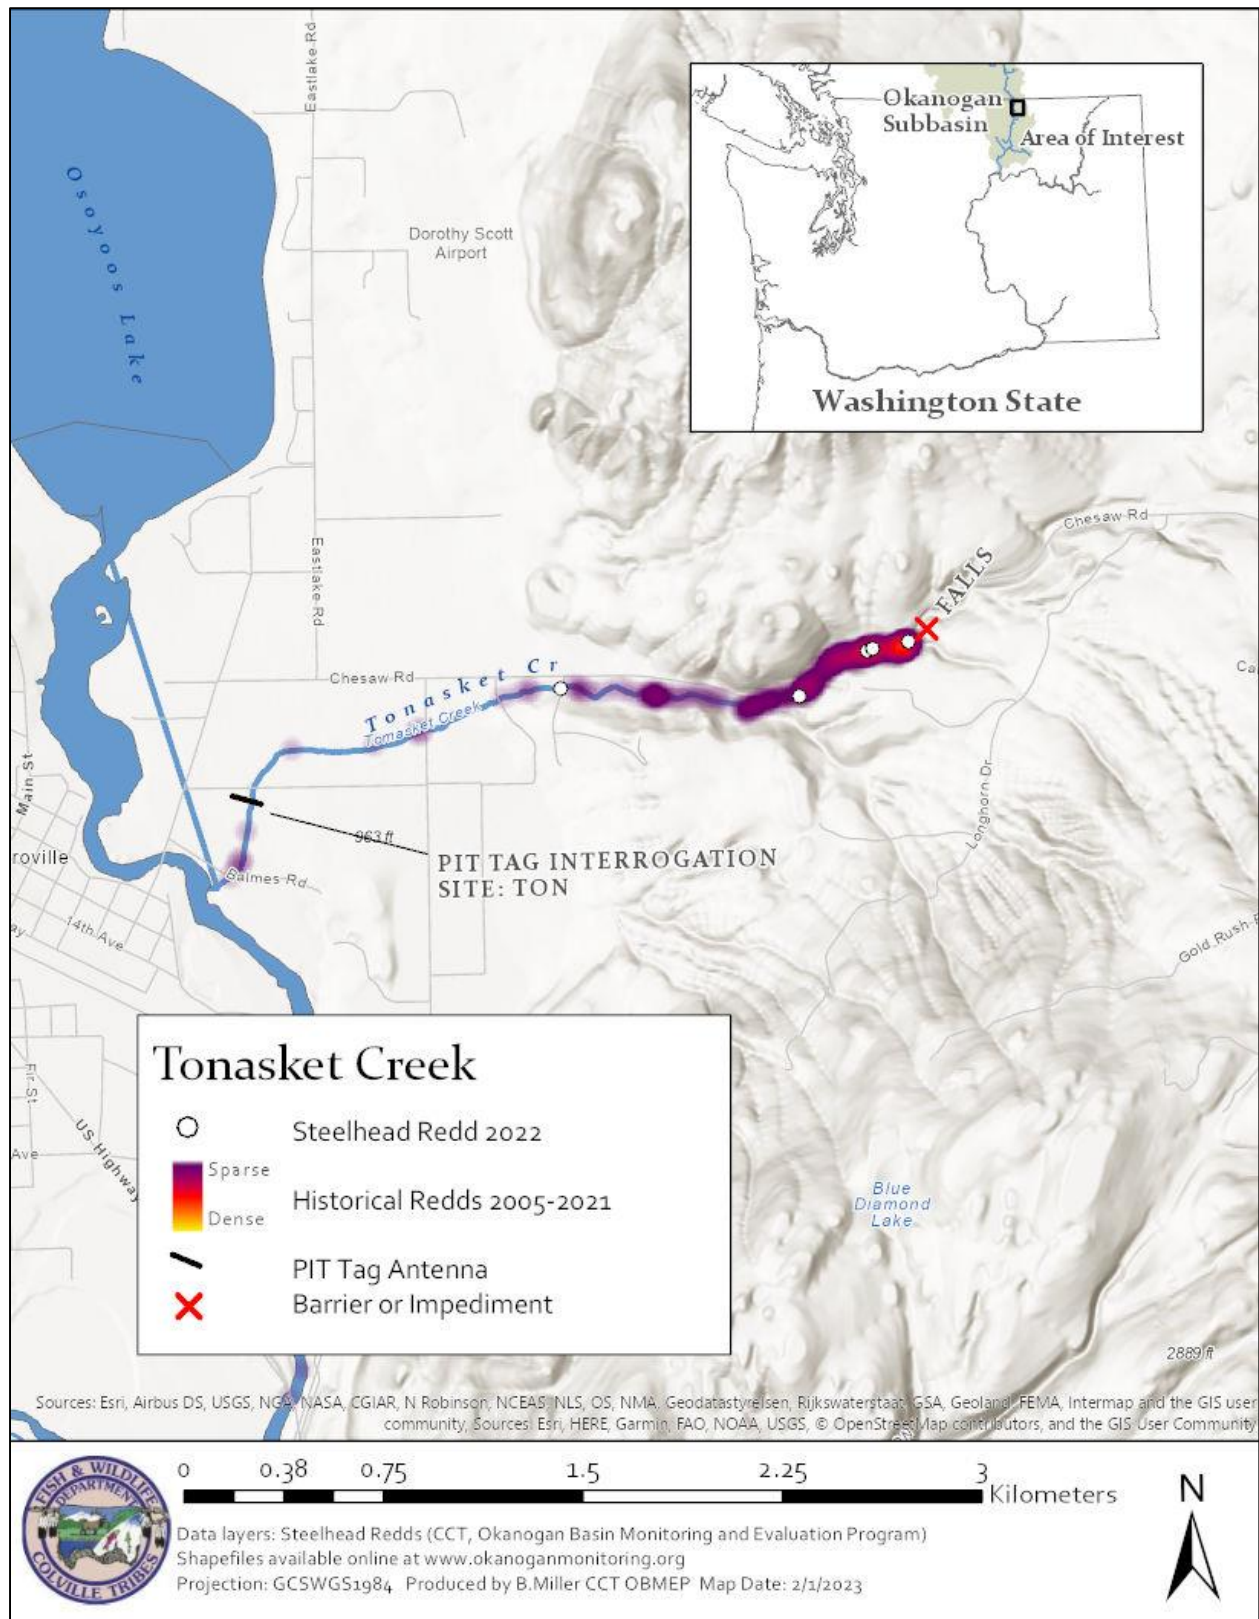 Eastlake Rd
Okanogan
Subbasin
Area of Interest
Washington State
Osoyoos Lake
Dorothy Scott
Airport
Eastlake Rd
Chesaw Rd
FALLS
Chesaw Rd
Tonasket Cr
Tomasket Creek
Ca
Longhorn Dr
Main St
roville
963 ft
PIT TAG INTERROGATION
SITE: TON
Balmes Rd
14th Ave
ay
Gold Rush
Tonasket Creek
Steelhead Redd 2022
Sparse
Historical Redds 2005-2021
Dense
PIT Tag Antenna
Barrier or Impediment
Fir St
US Highway
Ave
Blue
Diamond
Lake
2889 ft
Sources: Esri, Airbus DS, USGS, NGA, NASA, CGIAR, N Robinson, NCEAS, NLS, OS, NMA, Geodatastyrelsen, Rijkswaterstaat, GSA, Geoland, FEMA, Intermap and the GIS user
community, Sources: Esri, HERE, Garmin, FAO, NOAA, USGS, © OpenStreetMap contributors, and the GIS User Community
FISH & WILDLIFE
DEPARTMENT
COLVILLE TRIBES
0 0.38 0.75 1.5 2.25 3
Kilometers
N
Data layers: Steelhead Redds (CCT, Okanogan Basin Monitoring and Evaluation Program)
Shapefiles available online at www.okanoganmonitoring.org
Projection: GCSWGS1984 Produced by B.Miller CCT OBMEP Map Date: 2/1/2023